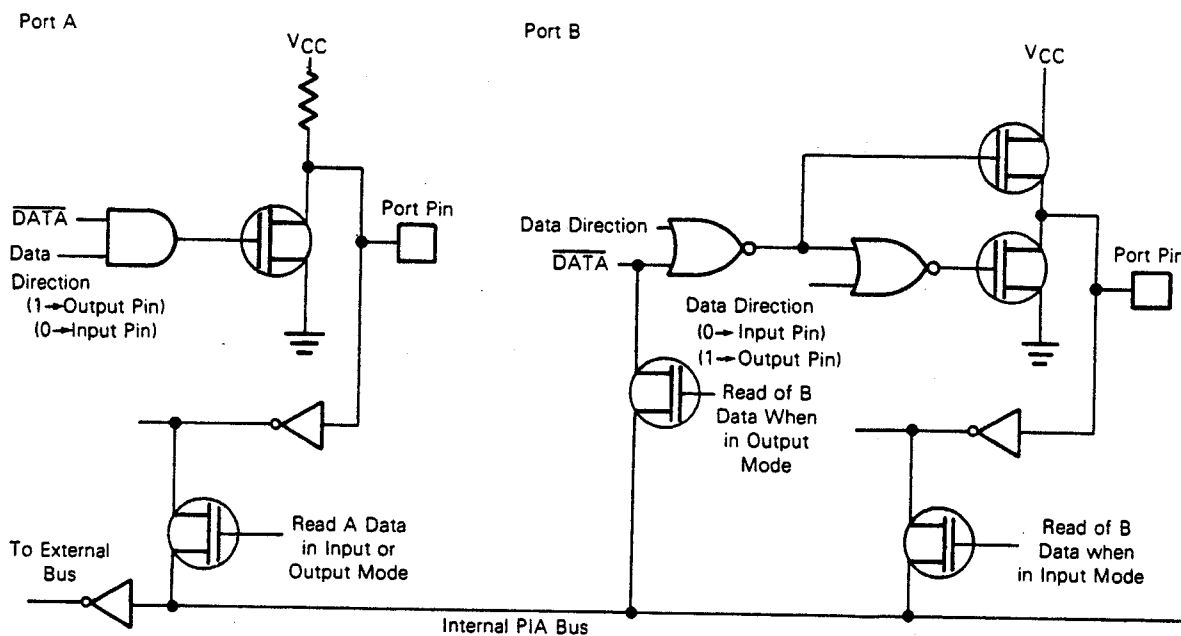 Port A
VCC
DATA
Data
Direction
(1→Output Pin)
(0→Input Pin)
Port Pin
Read A Data
in Input or
Output Mode
To External
Bus
Internal PIA Bus
Port B
VCC
Data Direction
DATA
Data Direction
(0→Input Pin)
(1→Output Pin)
Port Pin
Read of B
Data When
in Output
Mode
Read of B
Data when
in Input Mode